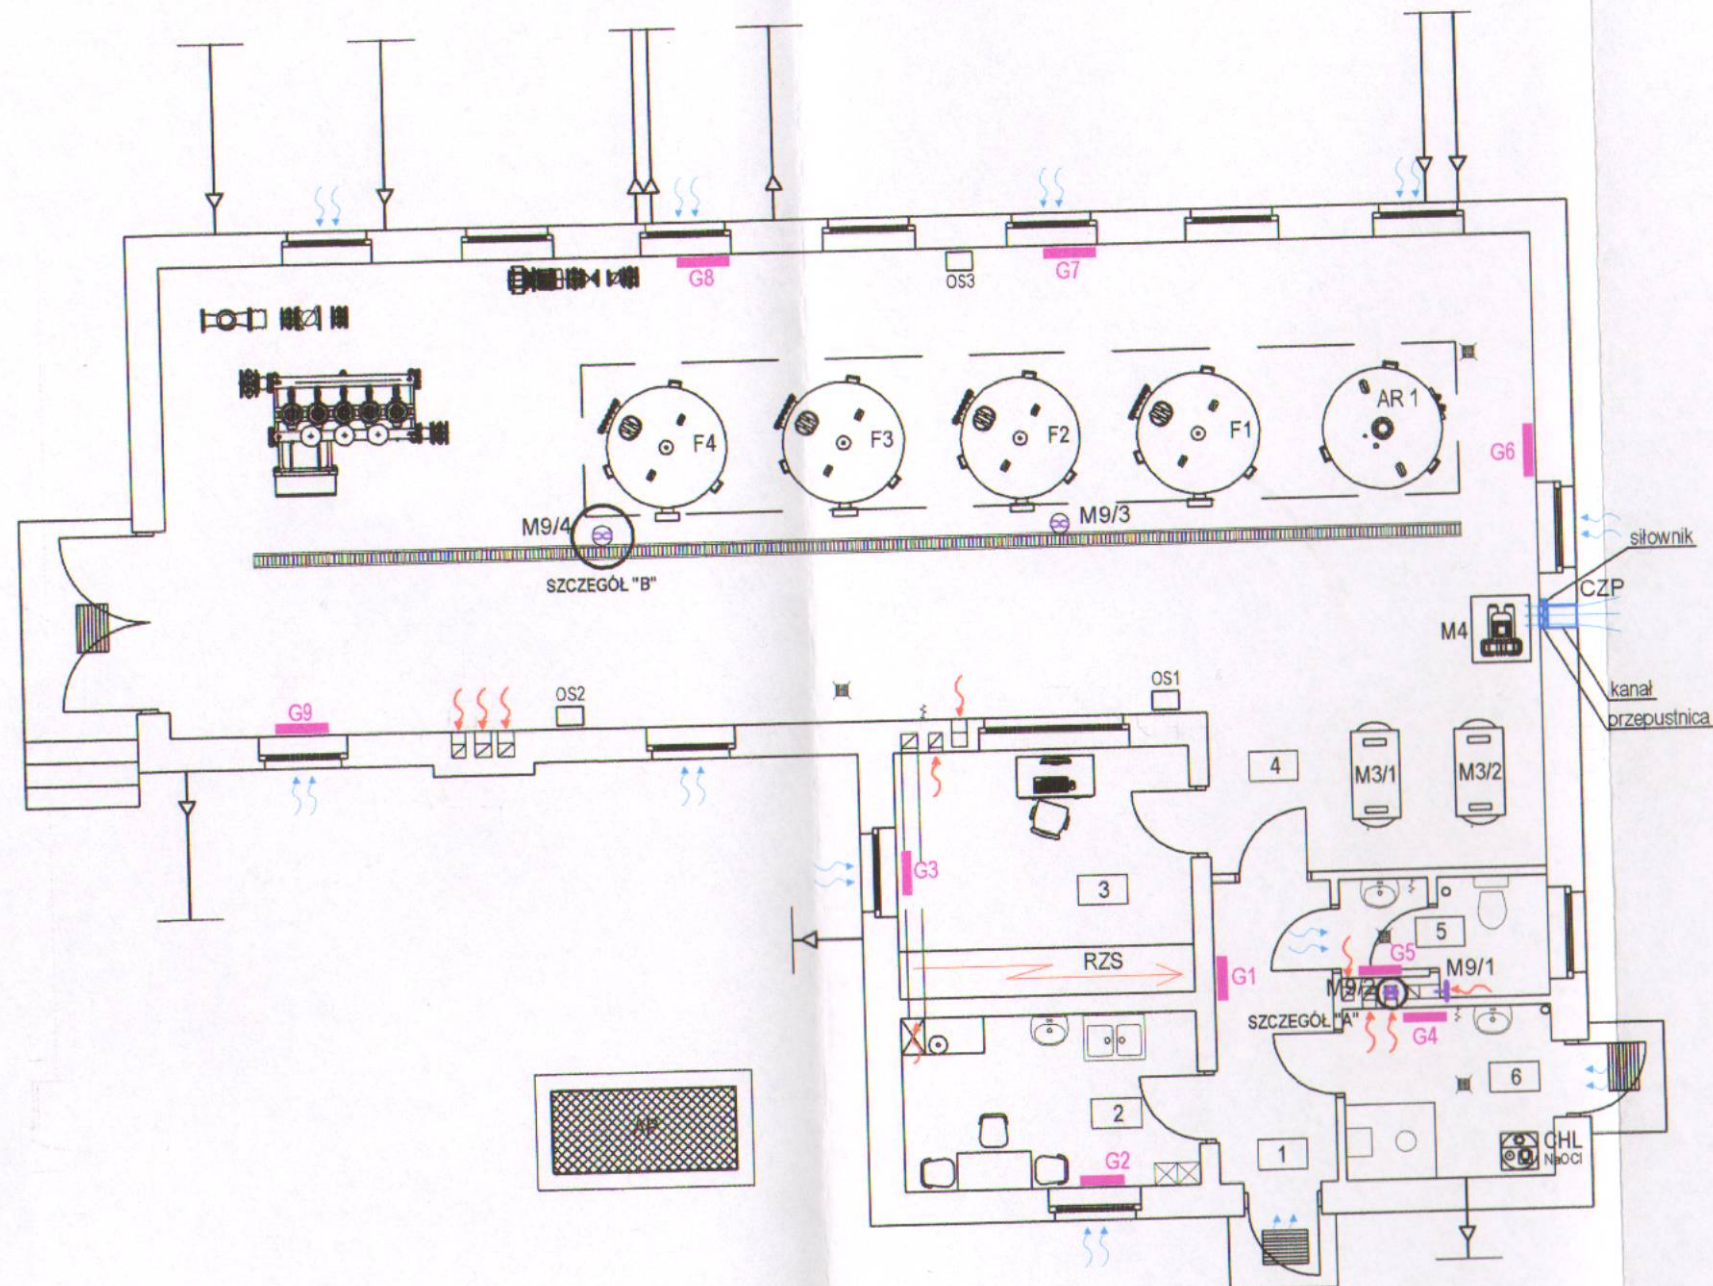 G8
G7
OS3
AR 1
F4
F3
F2
F1
G6
M9/4
M9/3
SZCZEGÓŁ "B"
siłownik
CZP
M4
kanał
przepustnica
OS2
OS1
G9
4
M3/1
M3/2
G3
3
5
RZS
G1
G5
M9/1
M9/2
SZCZEGÓŁ "A"
G4
6
2
1
CHL
NaOCl
G2